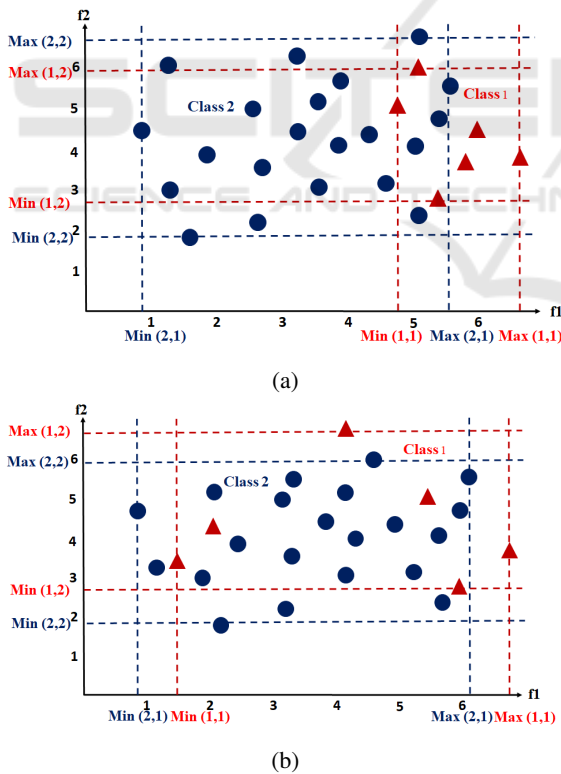 f2
Max (2,2)
Max (1,2) 6
Class 2
Class 1
5
4
3
Min (1,2)
Min (2,2) 2
1
1 2 3 4 5 6 f1
Min (2,1) Min (1,1) Max (2,1) Max (1,1)
SCIENCE AND TECHN
(a)
f2
Max (1,2)
Class 1
Max (2,2) 6
Class 2
5
4
3
Min (1,2)
Min (2,2) 2
1
1 2 3 4 5 6 f1
Min (2,1) Min (1,1) Max (2,1) Max (1,1)
(b)